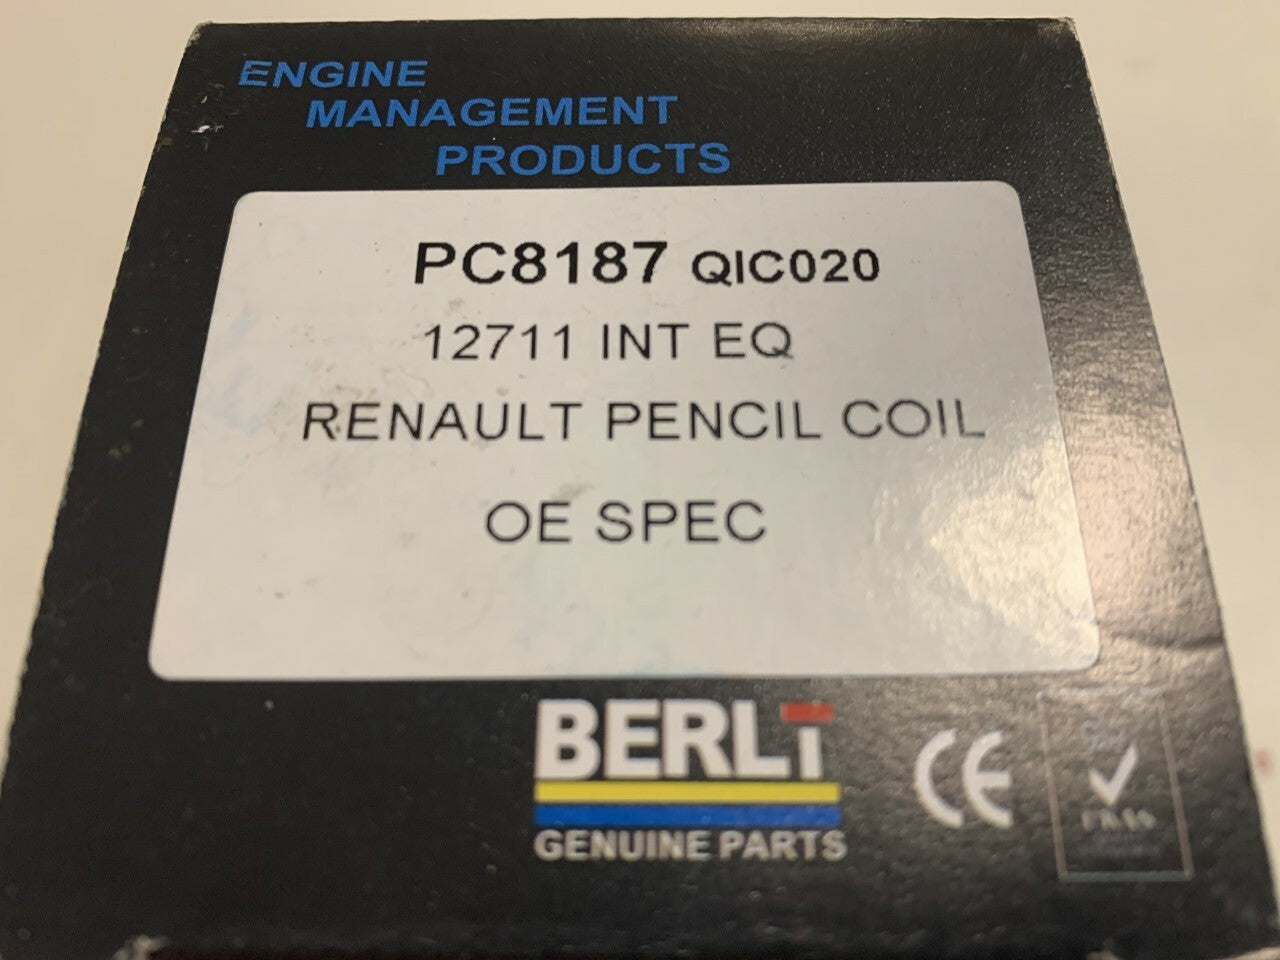 ENGINE
MANAGEMENT
PRODUCTS
PC8187 QIC020
12711 INT EQ
RENAULT PENCIL COIL
OE SPEC
BERLi
GENUINE PARTS
CE